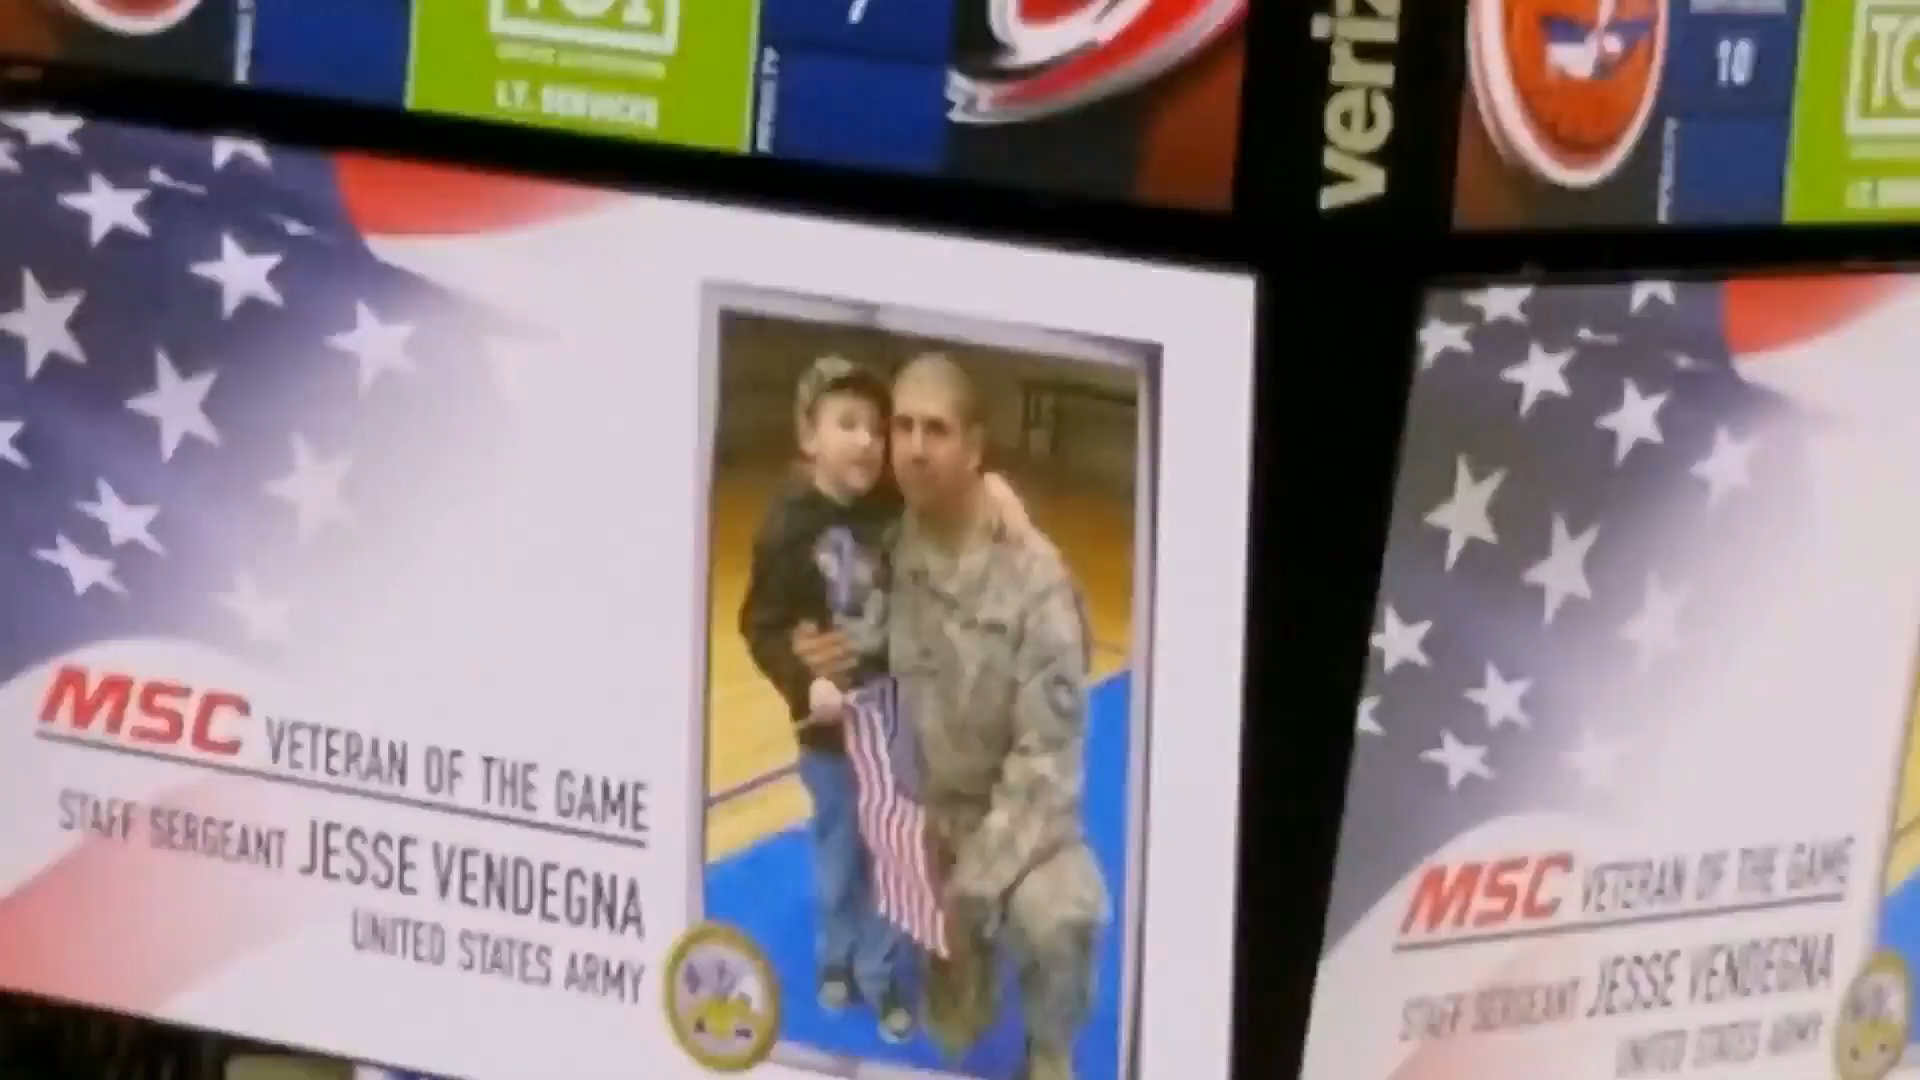 I.T. SERVICES
veriz
10
MSC VETERAN OF THE GAME
STAFF SERGEANT JESSE VENDEGNA
UNITED STATES ARMY
MSC VETERAN OF THE GAME
STAFF SERGEANT JESSE VENDEGNA
UNITED STATES ARMY